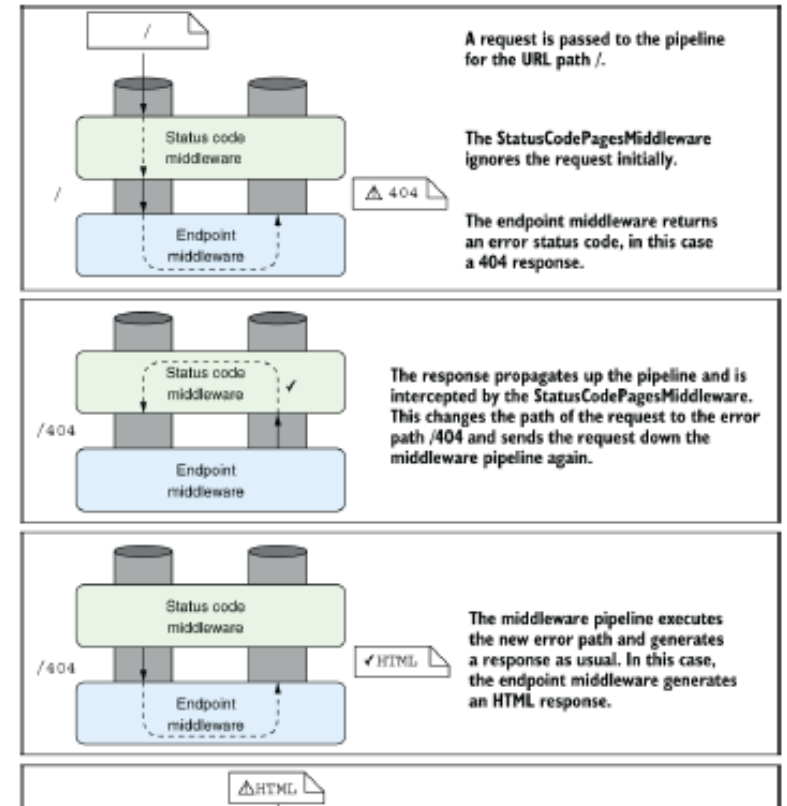 /
A request is passed to the pipeline
for the URL path /.
Status code
middleware
The StatusCodePagesMiddleware
ignores the request initially.
/
⚠ 404
Endpoint
middleware
The endpoint middleware returns
an error status code, in this case
a 404 response.
Status code
middleware
✓
/404
Endpoint
middleware
The response propagates up the pipeline and is
intercepted by the StatusCodePagesMiddleware.
This changes the path of the request to the error
path /404 and sends the request down the
middleware pipeline again.
Status code
middleware
/404
✓HTML
Endpoint
middleware
The middleware pipeline executes
the new error path and generates
a response as usual. In this case,
the endpoint middleware generates
an HTML response.
⚠HTML